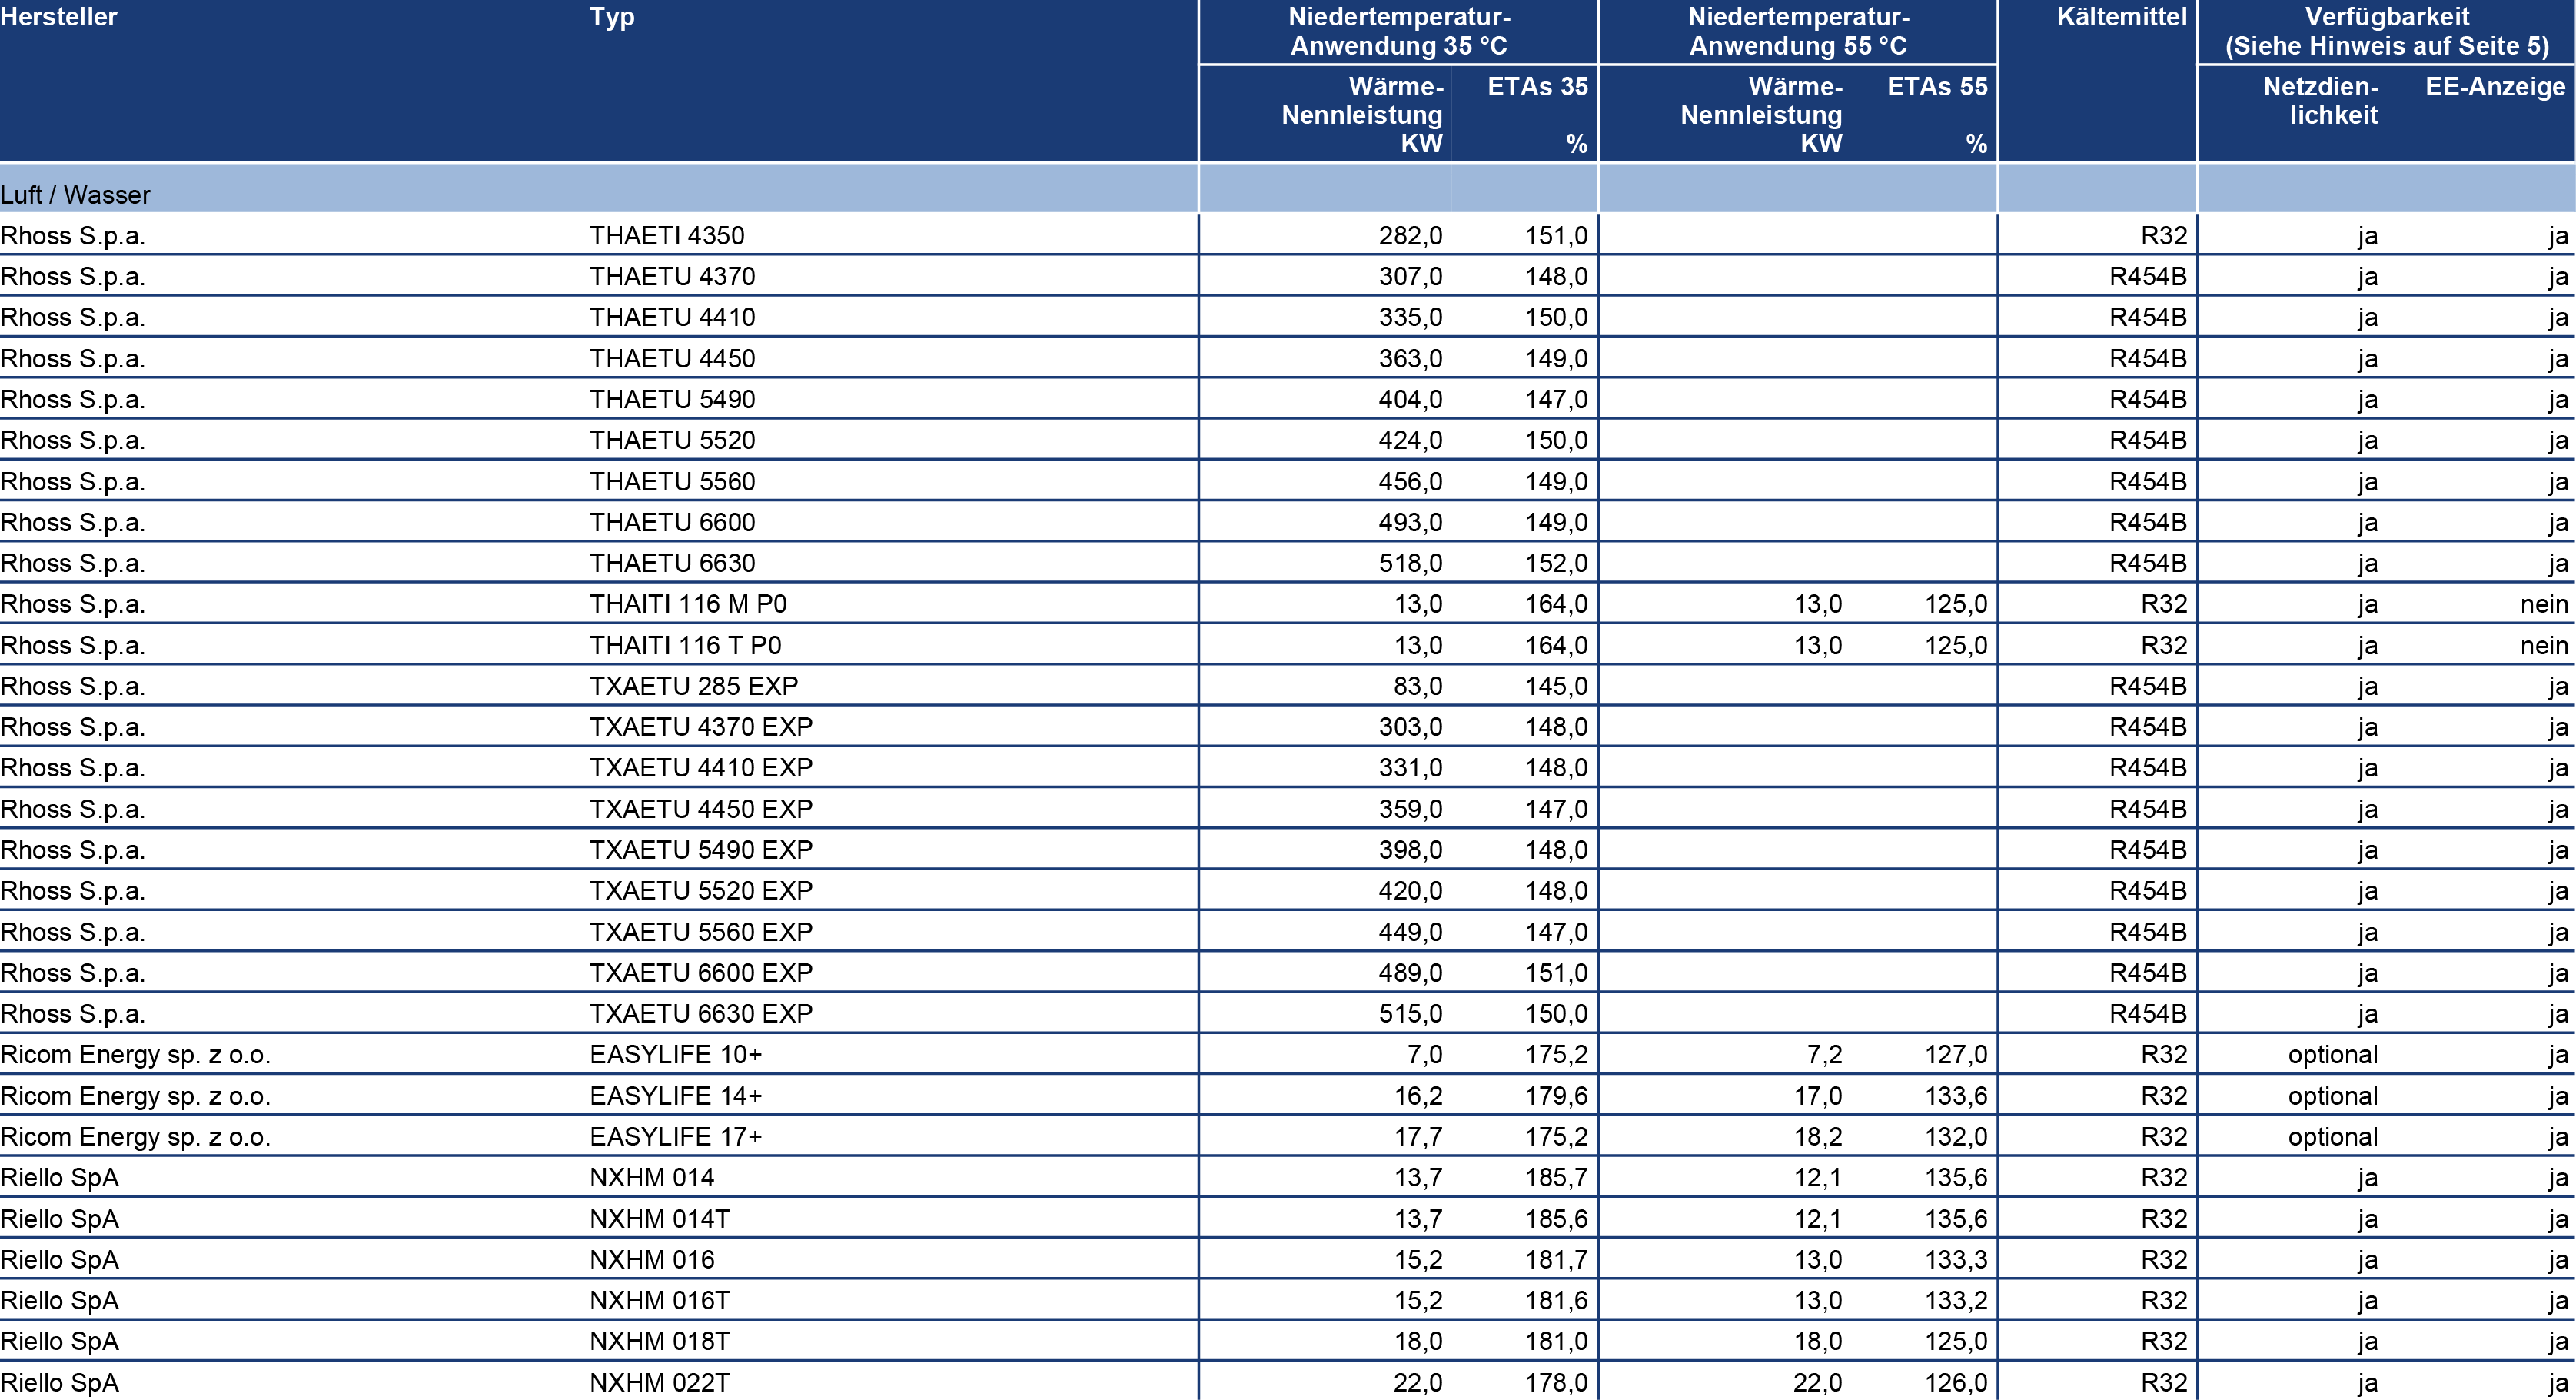 Hersteller Typ Niedertemperatur- Niedertemperatur- Kältemittel Verfügbarkeit
Anwendung 35 °C Anwendung 55 °C (Siehe Hinweis auf Seite 5)
Wärme- ETAs 35 Wärme- ETAs 55 Netzdien- EE-Anzeige
Nennleistung Nennleistung lichkeit
KW % KW %
Luft / Wasser
Rhoss S.p.a. THAETI 4350 282,0 151,0 R32 ja ja
Rhoss S.p.a. THAETU 4370 307,0 148,0 R454B ja ja
Rhoss S.p.a. THAETU 4410 335,0 150,0 R454B ja ja
Rhoss S.p.a. THAETU 4450 363,0 149,0 R454B ja ja
Rhoss S.p.a. THAETU 5490 404,0 147,0 R454B ja ja
Rhoss S.p.a. THAETU 5520 424,0 150,0 R454B ja ja
Rhoss S.p.a. THAETU 5560 456,0 149,0 R454B ja ja
Rhoss S.p.a. THAETU 6600 493,0 149,0 R454B ja ja
Rhoss S.p.a. THAETU 6630 518,0 152,0 R454B ja ja
Rhoss S.p.a. THAITI 116 M P0 13,0 164,0 13,0 125,0 R32 ja nein
Rhoss S.p.a. THAITI 116 T P0 13,0 164,0 13,0 125,0 R32 ja nein
Rhoss S.p.a. TXAETU 285 EXP 83,0 145,0 R454B ja ja
Rhoss S.p.a. TXAETU 4370 EXP 303,0 148,0 R454B ja ja
Rhoss S.p.a. TXAETU 4410 EXP 331,0 148,0 R454B ja ja
Rhoss S.p.a. TXAETU 4450 EXP 359,0 147,0 R454B ja ja
Rhoss S.p.a. TXAETU 5490 EXP 398,0 148,0 R454B ja ja
Rhoss S.p.a. TXAETU 5520 EXP 420,0 148,0 R454B ja ja
Rhoss S.p.a. TXAETU 5560 EXP 449,0 147,0 R454B ja ja
Rhoss S.p.a. TXAETU 6600 EXP 489,0 151,0 R454B ja ja
Rhoss S.p.a. TXAETU 6630 EXP 515,0 150,0 R454B ja ja
Ricom Energy sp. z o.o. EASYLIFE 10+ 7,0 175,2 7,2 127,0 R32 optional ja
Ricom Energy sp. z o.o. EASYLIFE 14+ 16,2 179,6 17,0 133,6 R32 optional ja
Ricom Energy sp. z o.o. EASYLIFE 17+ 17,7 175,2 18,2 132,0 R32 optional ja
Riello SpA NXHM 014 13,7 185,7 12,1 135,6 R32 ja ja
Riello SpA NXHM 014T 13,7 185,6 12,1 135,6 R32 ja ja
Riello SpA NXHM 016 15,2 181,7 13,0 133,3 R32 ja ja
Riello SpA NXHM 016T 15,2 181,6 13,0 133,2 R32 ja ja
Riello SpA NXHM 018T 18,0 181,0 18,0 125,0 R32 ja ja
Riello SpA NXHM 022T 22,0 178,0 22,0 126,0 R32 ja ja